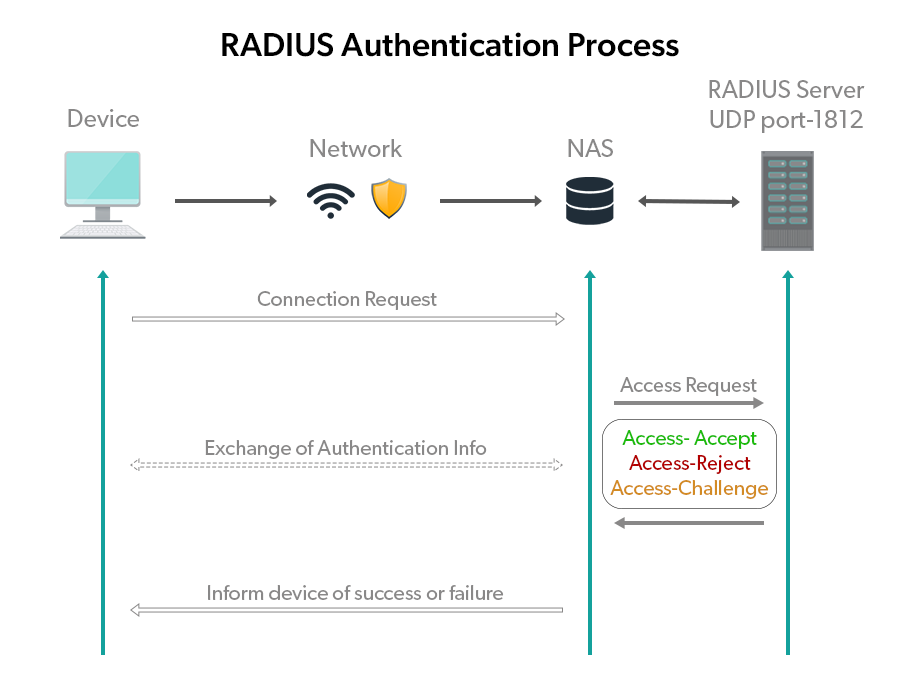 RADIUS Authentication Process
Device
Network
NAS
RADIUS Server
UDP port-1812
Connection Request
Access Request
Exchange of Authentication Info
Access- Accept
Access-Reject
Access-Challenge
Inform device of success or failure